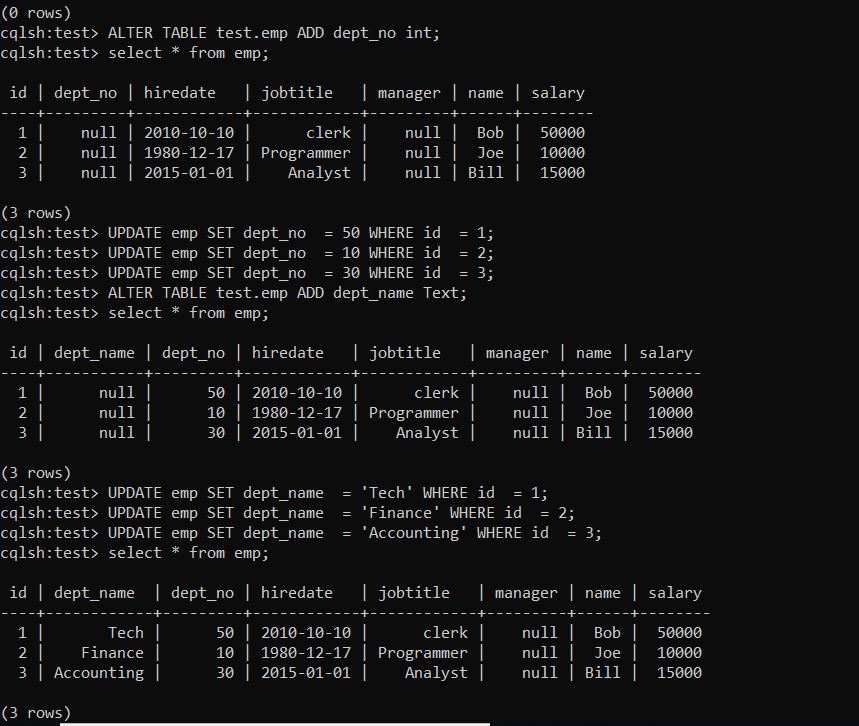 (0 rows)
cqlsh:test> ALTER TABLE test.emp ADD dept_no int;
cqlsh:test> select * from emp;
 id | dept_no | hiredate   | jobtitle   | manager | name | salary
----+---------+------------+------------+---------+------+--------
  1 |    null | 2010-10-10 |      clerk |    null |  Bob |  50000
  2 |    null | 1980-12-17 | Programmer |    null |  Joe |  10000
  3 |    null | 2015-01-01 |    Analyst |    null | Bill |  15000
(3 rows)
cqlsh:test> UPDATE emp SET dept_no  = 50 WHERE id  = 1;
cqlsh:test> UPDATE emp SET dept_no  = 10 WHERE id  = 2;
cqlsh:test> UPDATE emp SET dept_no  = 30 WHERE id  = 3;
cqlsh:test> ALTER TABLE test.emp ADD dept_name Text;
cqlsh:test> select * from emp;
 id | dept_name | dept_no | hiredate   | jobtitle   | manager | name | salary
----+-----------+---------+------------+------------+---------+------+--------
  1 |      null |      50 | 2010-10-10 |      clerk |    null |  Bob |  50000
  2 |      null |      10 | 1980-12-17 | Programmer |    null |  Joe |  10000
  3 |      null |      30 | 2015-01-01 |    Analyst |    null | Bill |  15000
(3 rows)
cqlsh:test> UPDATE emp SET dept_name  = 'Tech' WHERE id  = 1;
cqlsh:test> UPDATE emp SET dept_name  = 'Finance' WHERE id  = 2;
cqlsh:test> UPDATE emp SET dept_name  = 'Accounting' WHERE id  = 3;
cqlsh:test> select * from emp;
 id | dept_name  | dept_no | hiredate   | jobtitle   | manager | name | salary
----+------------+---------+------------+------------+---------+------+--------
  1 |       Tech |      50 | 2010-10-10 |      clerk |    null |  Bob |  50000
  2 |    Finance |      10 | 1980-12-17 | Programmer |    null |  Joe |  10000
  3 | Accounting |      30 | 2015-01-01 |    Analyst |    null | Bill |  15000
(3 rows)